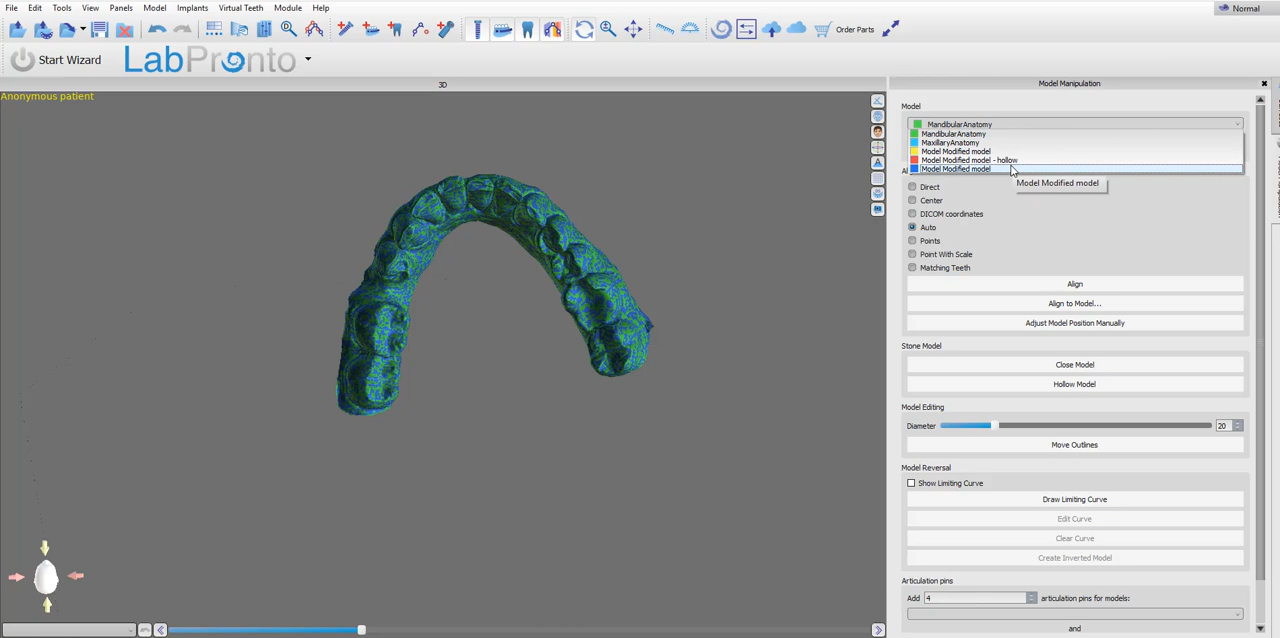 File Edit Tools Views Panels Model Implants Virtual Teeth Module Help
Normal
Order Parts
Start Wizard LabPronto
3D
Model Manipulation
Anonymous patient
Model
MandibularAnatomy
MandibularAnatomy
MaxillaryAnatomy
Model Modified model
Model Modified model - hollow
Model Modified model
Model Modified model
Direct
Center
DICOM coordinates
Auto
Points
Point With Scale
Matching Teeth
Align
Align to Model...
Adjust Model Position Manually
Stone Model
Close Model
Hollow Model
Model Editing
Diameter 20
Move Outlines
Model Reversal
Show Limiting Curve
Draw Limiting Curve
Edit Curve
Clear Curve
Create Inverted Model
Articulation pins
Add 4 articulation pins for models:
and